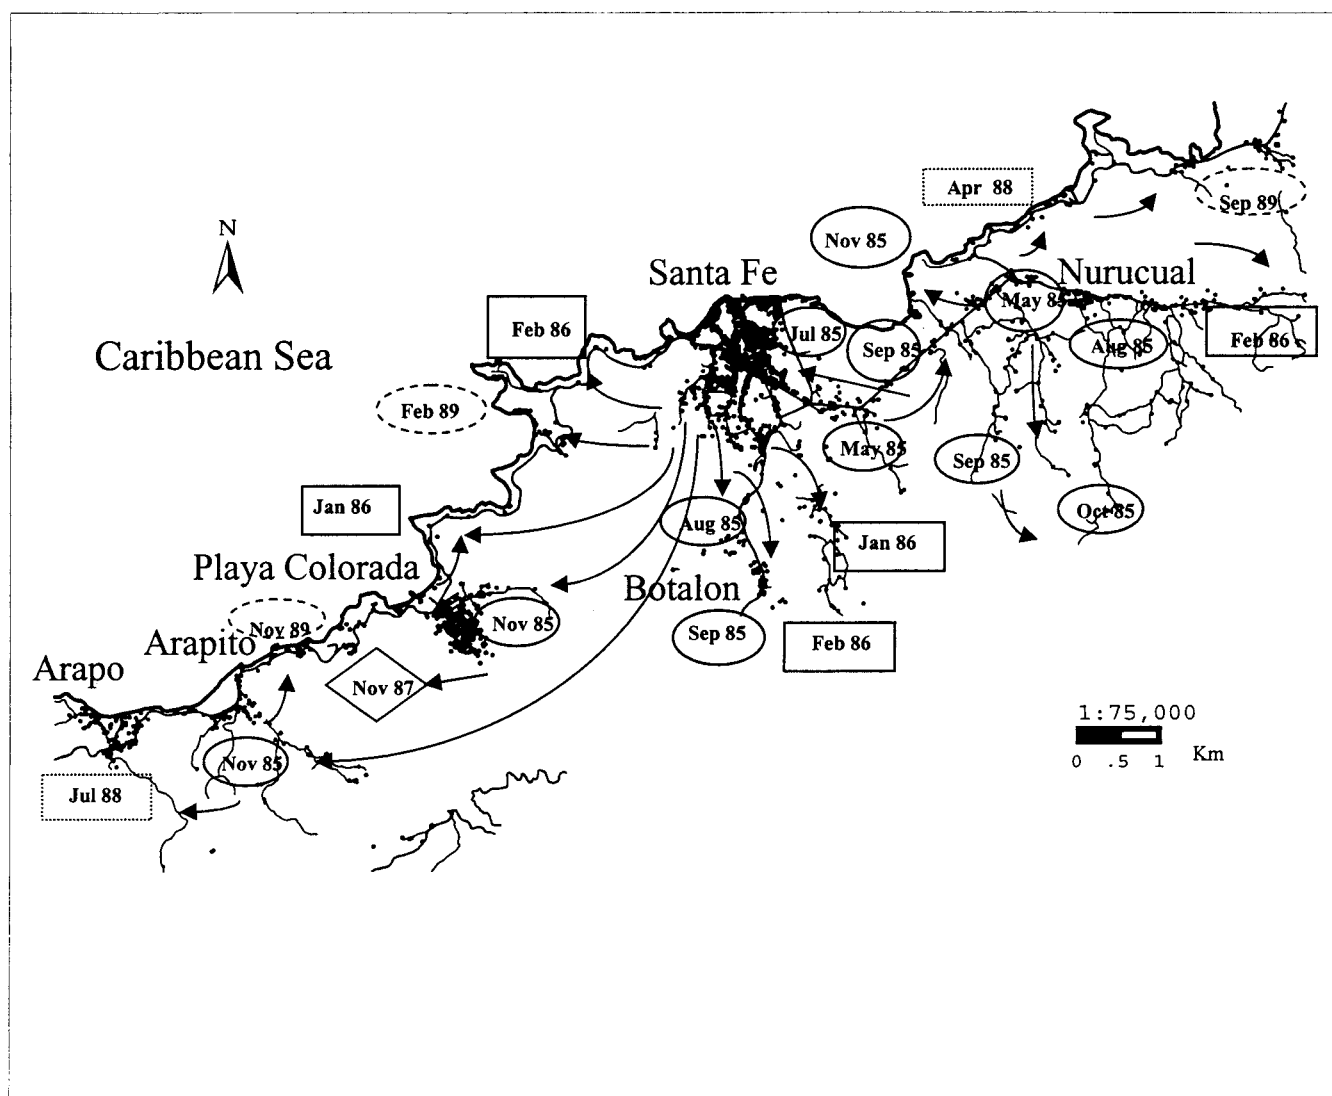 Apr 88
Sep 89
N
Nov 85
Santa Fe
Nurucual
May 85
Feb 86
Jul 85
Sep 85
Aug 85
Feb 86
Caribbean Sea
Feb 89
May 85
Sep 85
Jan 86
Aug 85
Oct 85
Jan 86
Playa Colorada
Botalon
Nov 89
Nov 85
Sep 85
Arapito
Feb 86
Arapo
Nov 87
1:75,000
Nov 85
0 .5 1 Km
Jul 88